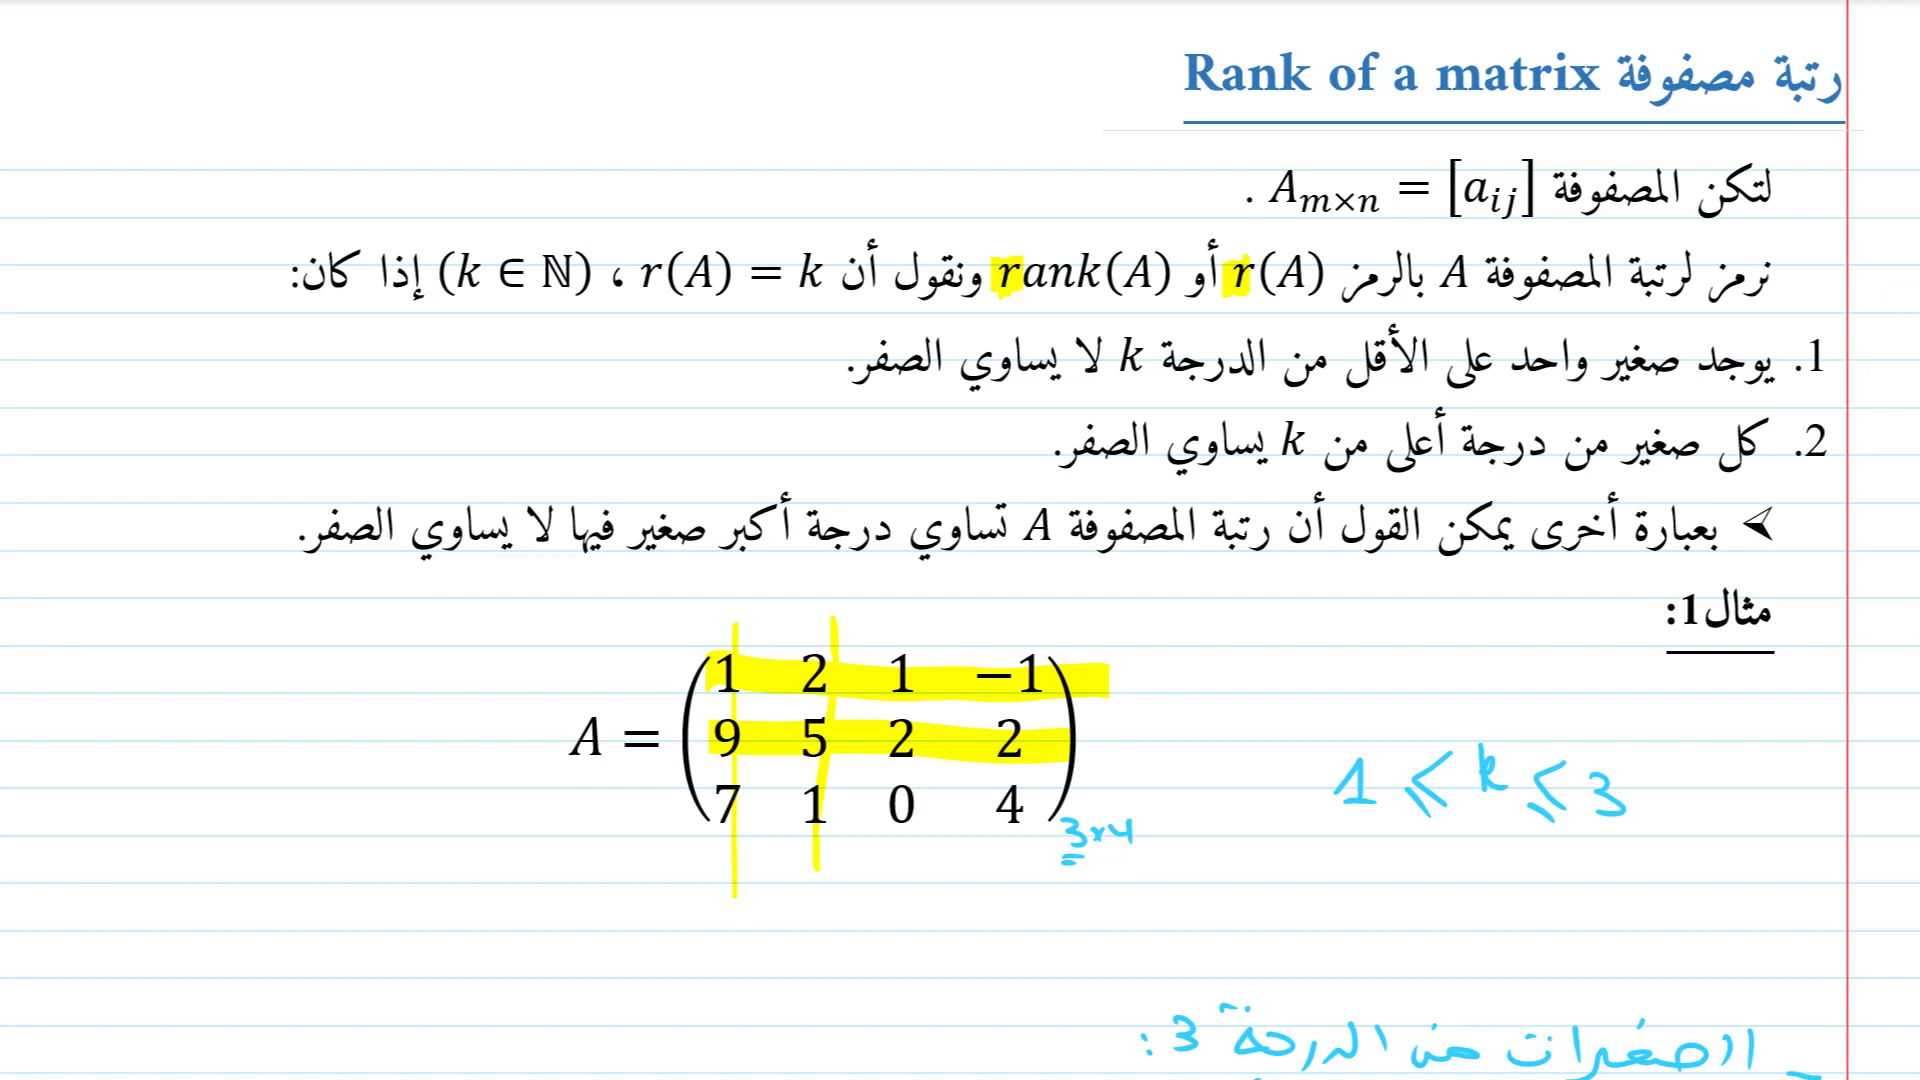 رتبة مصفوفة Rank of a matrix
لتكن المصفوفة A_{m×n} = [a_{ij}] .
نرمز لرتبة المصفوفة A بالرمز r(A) أو rank(A) ونقول أن r(A) = k ، (k ∈ ℕ) إذا كان:
1. يوجد صغير واحد على الأقل من الدرجة k لا يساوي الصفر.
2. كل صغير من درجة أعلى من k يساوي الصفر.
⮜ بعبارة أخرى يمكن القول أن رتبة المصفوفة A تساوي درجة أكبر صغير فيها لا يساوي الصفر.
مثال1:
1 2 1 −1
A = 9 5 2 2
7 1 0 4
3×4
1 ⩽ k ⩽ 3
- الصغيرات من الدرجة 3 :